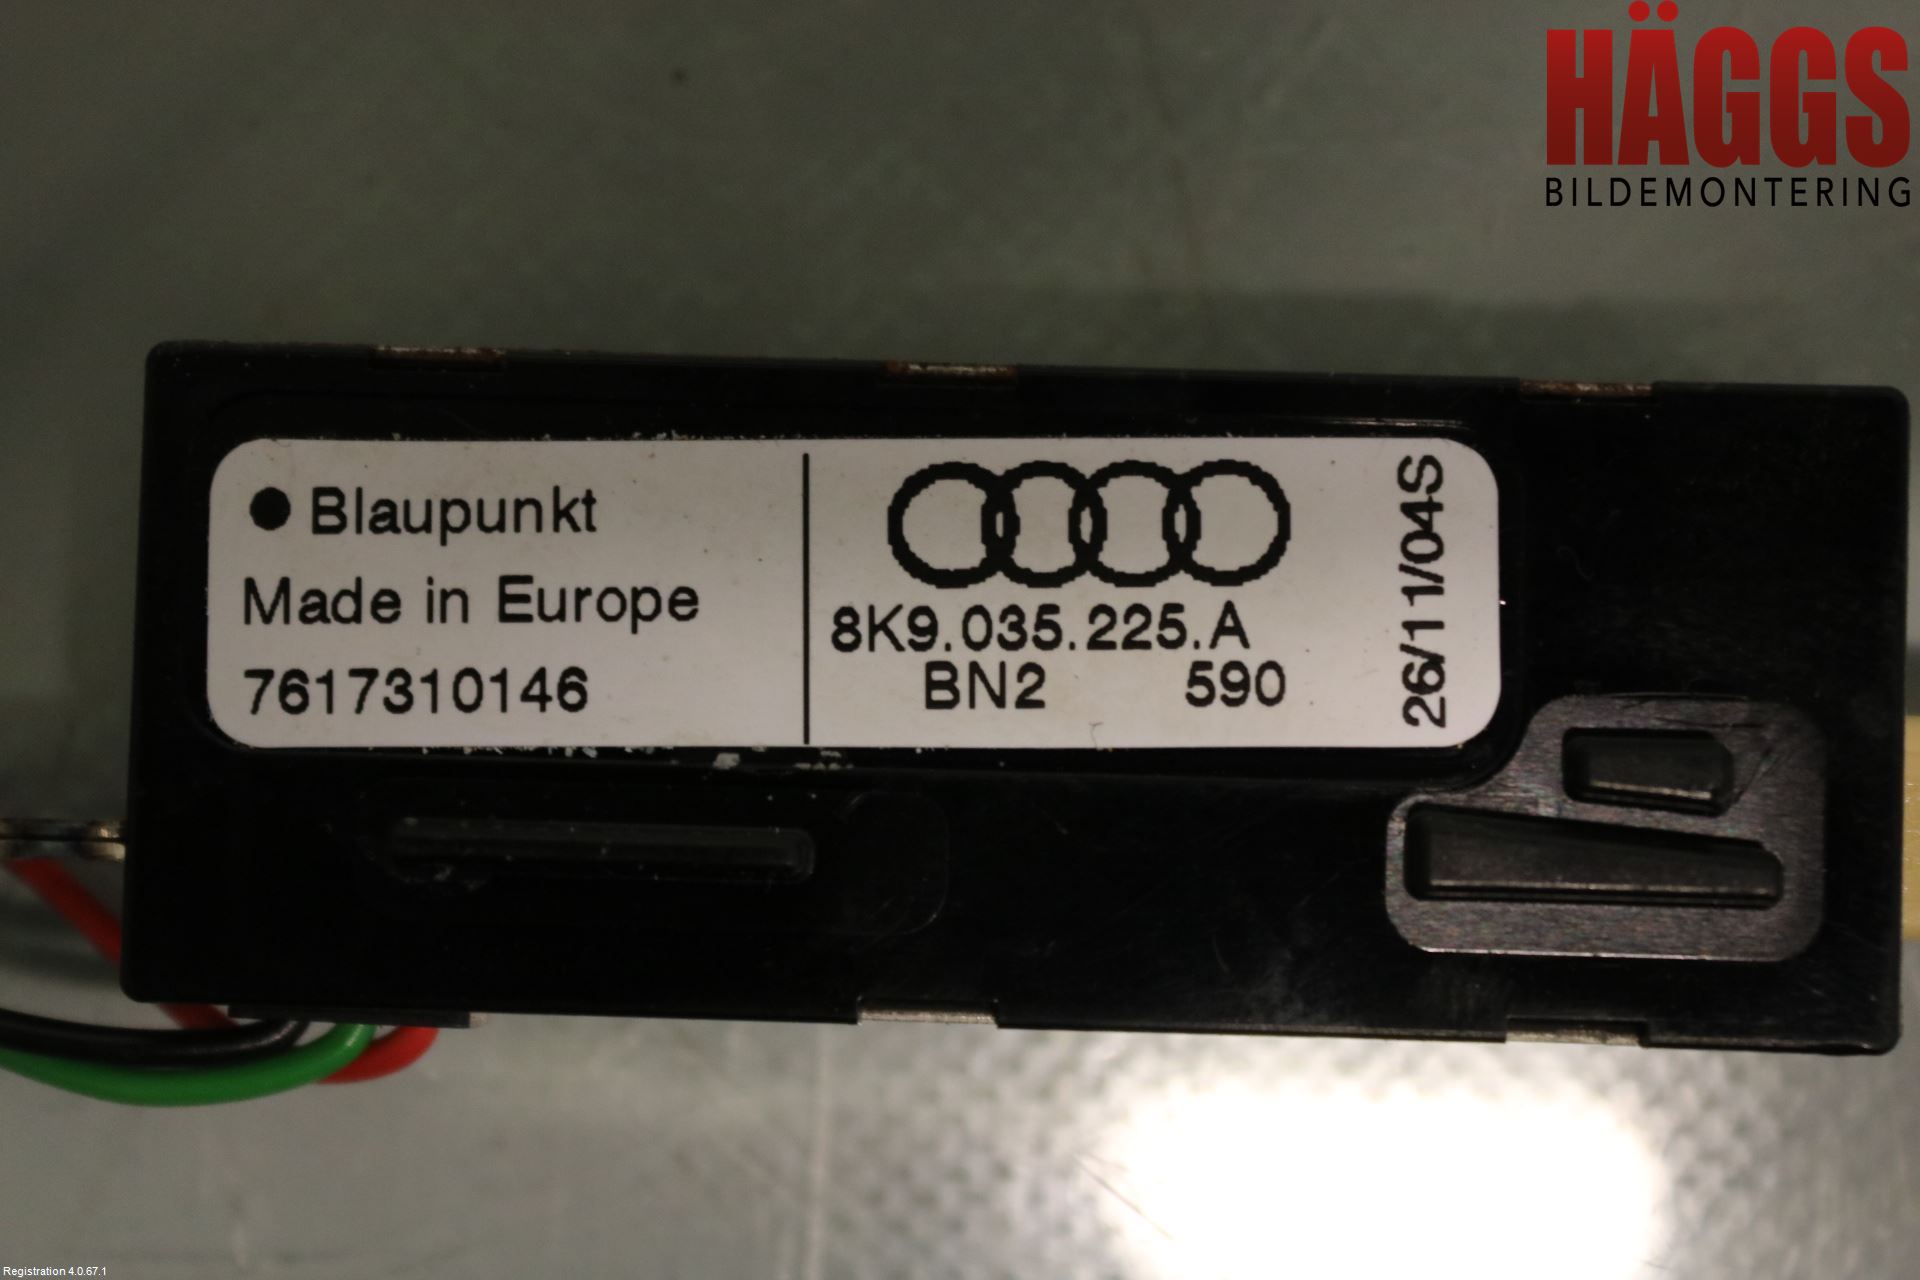 HÄGGS
BILDEMONTERING
Blaupunkt
Made in Europe
7617310146
8K9.035.225.A
BN2 590
26/11/04S
Registration 4.0.67.1